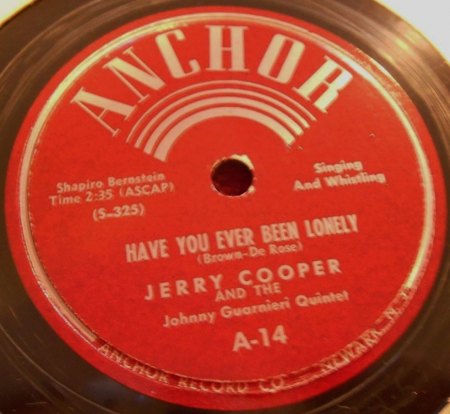 ANCHOR
Shapiro Bernstein
Time 2:35 (ASCAP)
(S-325)
Singing
And Whistling
HAVE YOU EVER BEEN LONELY
(Brown-De Rose)
JERRY COOPER
AND THE
Johnny Guarnieri Quintet
A-14
ANCHOR RECORD CO. NEWARK, N. J.